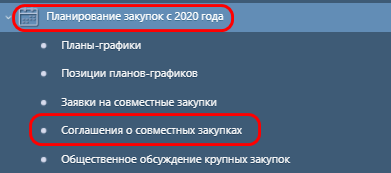 Планирование закупок с 2020 года
Планы-графики
Позиции планов-графиков
Заявки на совместные закупки
Соглашения о совместных закупках
Общественное обсуждение крупных закупок